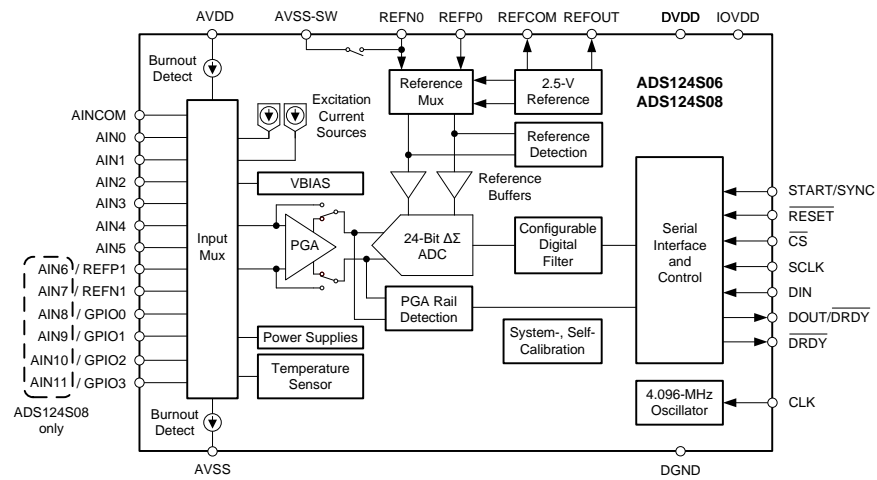 AVDD
AVSS-SW
REFN0
REFP0
REFCOM
REFOUT
DVDD
IOVDD
Burnout
Detect
ADS124S06
ADS124S08
Reference
Mux
2.5-V
Reference
Excitation
Current
Sources
Reference
Detection
AINCOM
AIN0
AIN1
AIN2
AIN3
AIN4
AIN5
AIN6 / REFP1
AIN7 / REFN1
AIN8 / GPIO0
AIN9 / GPIO1
AIN10 / GPIO2
AIN11 / GPIO3
ADS124S08
only
Input
Mux
VBIAS
Reference
Buffers
PGA
24-Bit ΔΣ
ADC
Configurable
Digital
Filter
Serial
Interface
and
Control
PGA Rail
Detection
Power Supplies
System-, Self-
Calibration
Temperature
Sensor
4.096-MHz
Oscillator
START/SYNC
RESET
CS
SCLK
DIN
DOUT/DRDY
DRDY
CLK
Burnout
Detect
AVSS
DGND